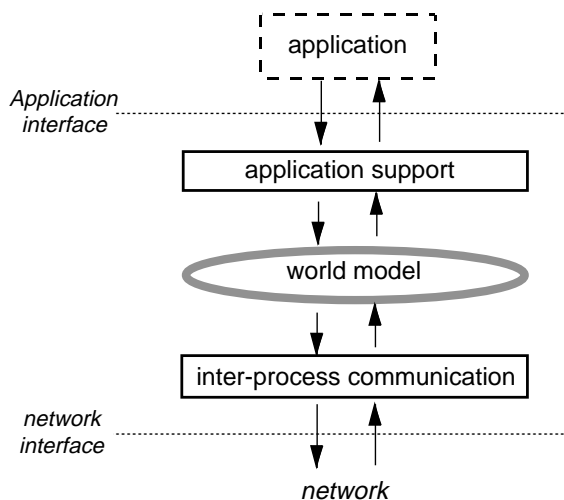 application
Application
interface
application support
world model
inter-process communication
network
interface
network